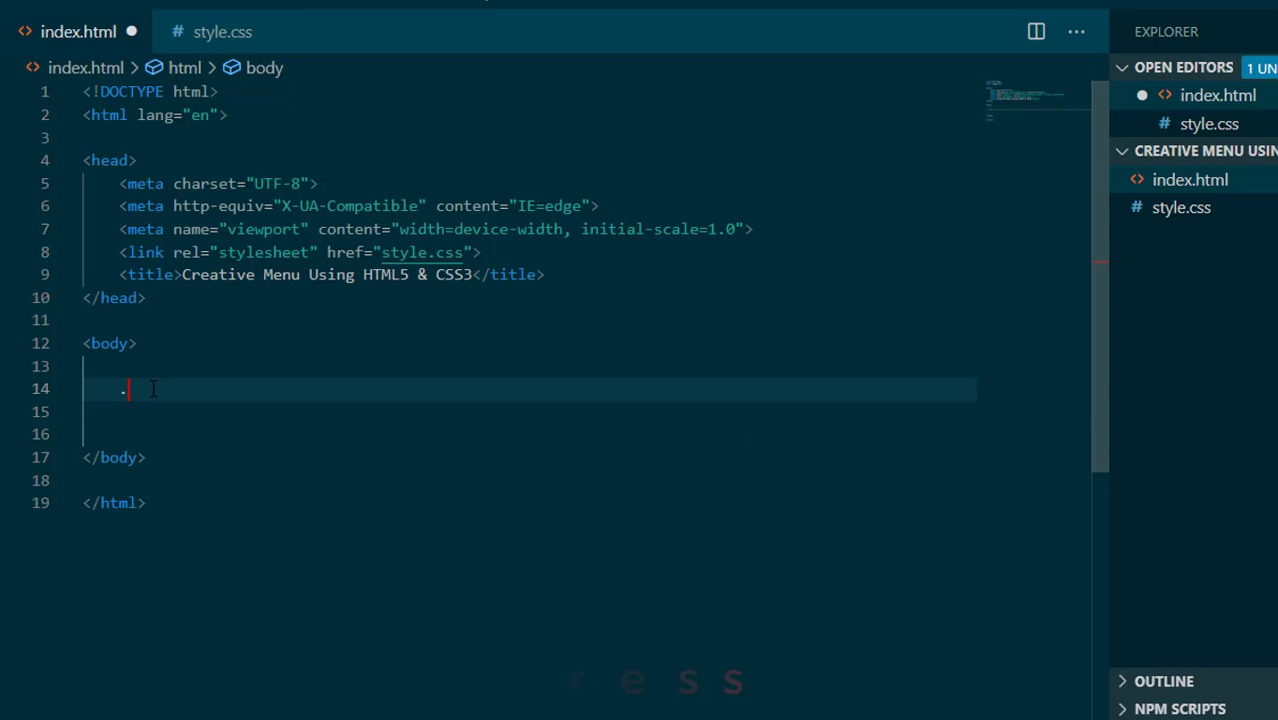 index.html
style.css
EXPLORER
index.html > html > body
OPEN EDITORS 1 UN
index.html
style.css
CREATIVE MENU USIN
index.html
style.css
1 <!DOCTYPE html>
2 <html lang="en">
3
4 <head>
5 <meta charset="UTF-8">
6 <meta http-equiv="X-UA-Compatible" content="IE=edge">
7 <meta name="viewport" content="width=device-width, initial-scale=1.0">
8 <link rel="stylesheet" href="style.css">
9 <title>Creative Menu Using HTML5 & CSS3</title>
10 </head>
11
12 <body>
13
14 .
15
16
17 </body>
18
19 </html>
r e s s
OUTLINE
NPM SCRIPTS